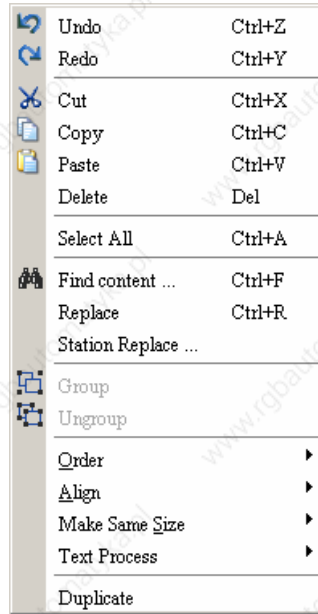 Undo Ctrl+Z
Redo Ctrl+Y
Cut Ctrl+X
Copy Ctrl+C
Paste Ctrl+V
Delete Del
Select All Ctrl+A
Find content ... Ctrl+F
Replace Ctrl+R
Station Replace ...
Group
Ungroup
Order
Align
Make Same Size
Text Process
Duplicate